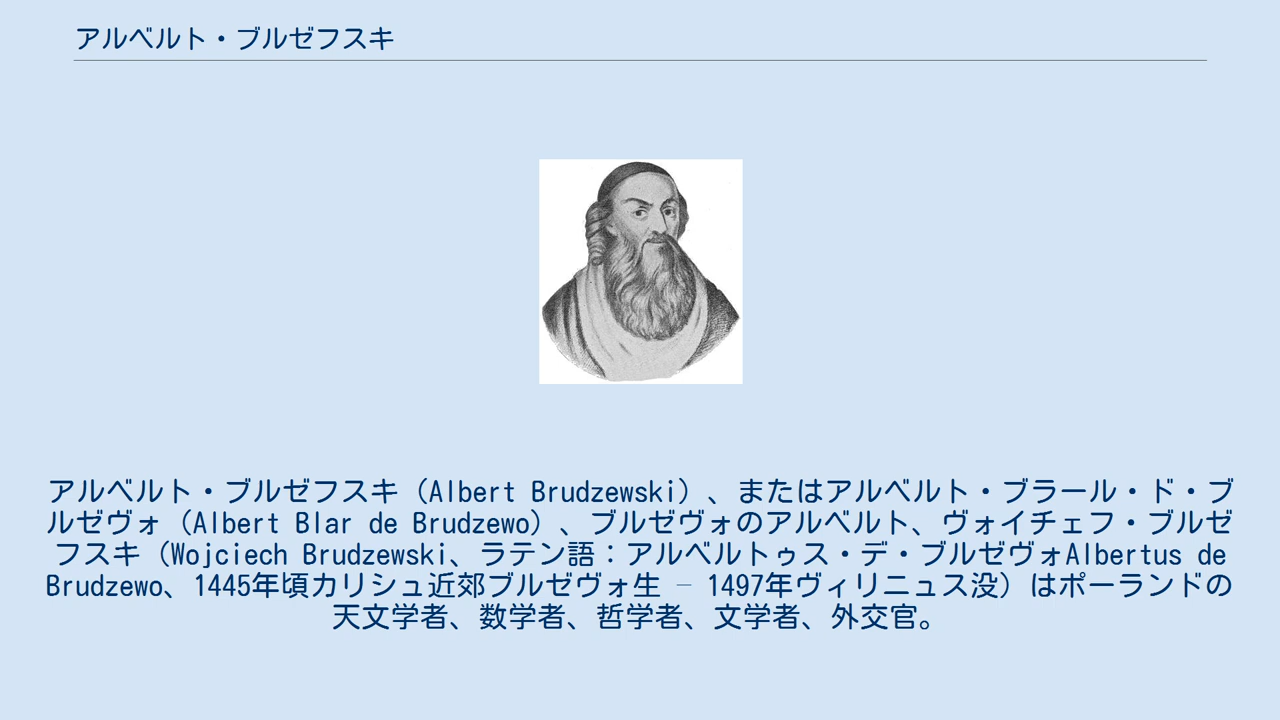 アルベルト・ブルゼフスキ
アルベルト・ブルゼフスキ（Albert Brudzewski）、またはアルベルト・ブラール・ド・ブ
ルゼヴォ（Albert Blar de Brudzewo）、ブルゼヴォのアルベルト、ヴォイチェフ・ブルゼ
フスキ（Wojciech Brudzewski、ラテン語：アルベルトゥス・デ・ブルゼヴォAlbertus de
Brudzewo、1445年頃カリシュ近郊ブルゼヴォ生 – 1497年ヴィリニュス没）はポーランドの
天文学者、数学者、哲学者、文学者、外交官。